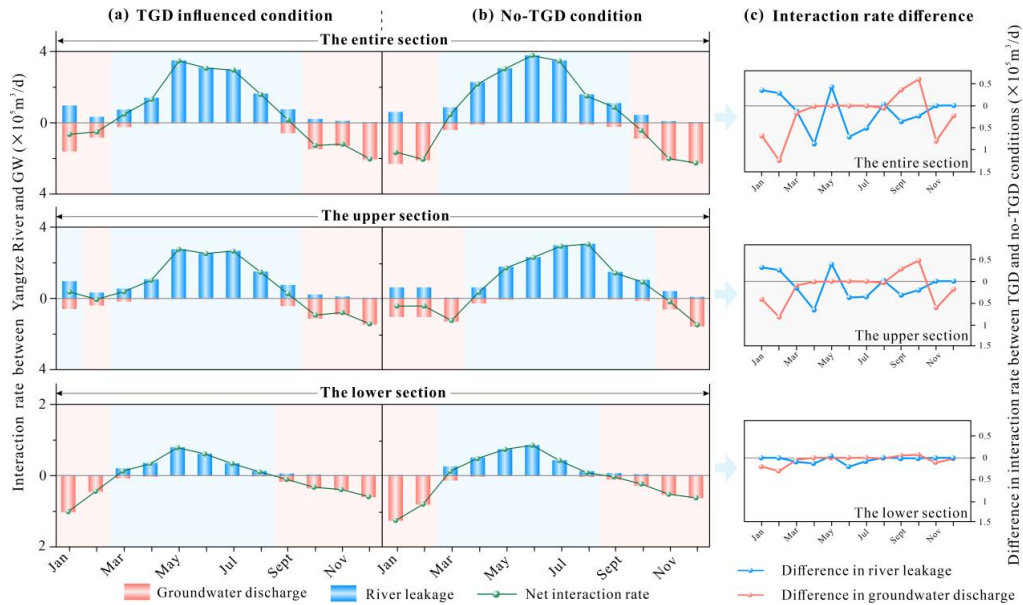 (a) TGD influenced condition
(b) No-TGD condition
(c) Interaction rate difference
The entire section
4
0
4
0.5
0
0.5
1
1.5
The entire section
Jan
Mar
May
Jul
Sept
Nov
The upper section
4
0
4
0.5
0
0.5
1
1.5
The upper section
Jan
Mar
May
Jul
Sept
Nov
The lower section
2
0
2
0.5
0
0.5
1
1.5
The lower section
Jan
Mar
May
Jul
Sept
Nov
Jan
Mar
May
Jul
Sept
Nov
Jan
Mar
May
Jul
Sept
Nov
Interaction rate between Yangtze River and GW (×10⁵m³/d)
Difference in interaction rate between TGD and no-TGD conditions (×10⁵m³/d)
Groundwater discharge
River leakage
Net interaction rate
Difference in river leakage
Difference in groundwater discharge